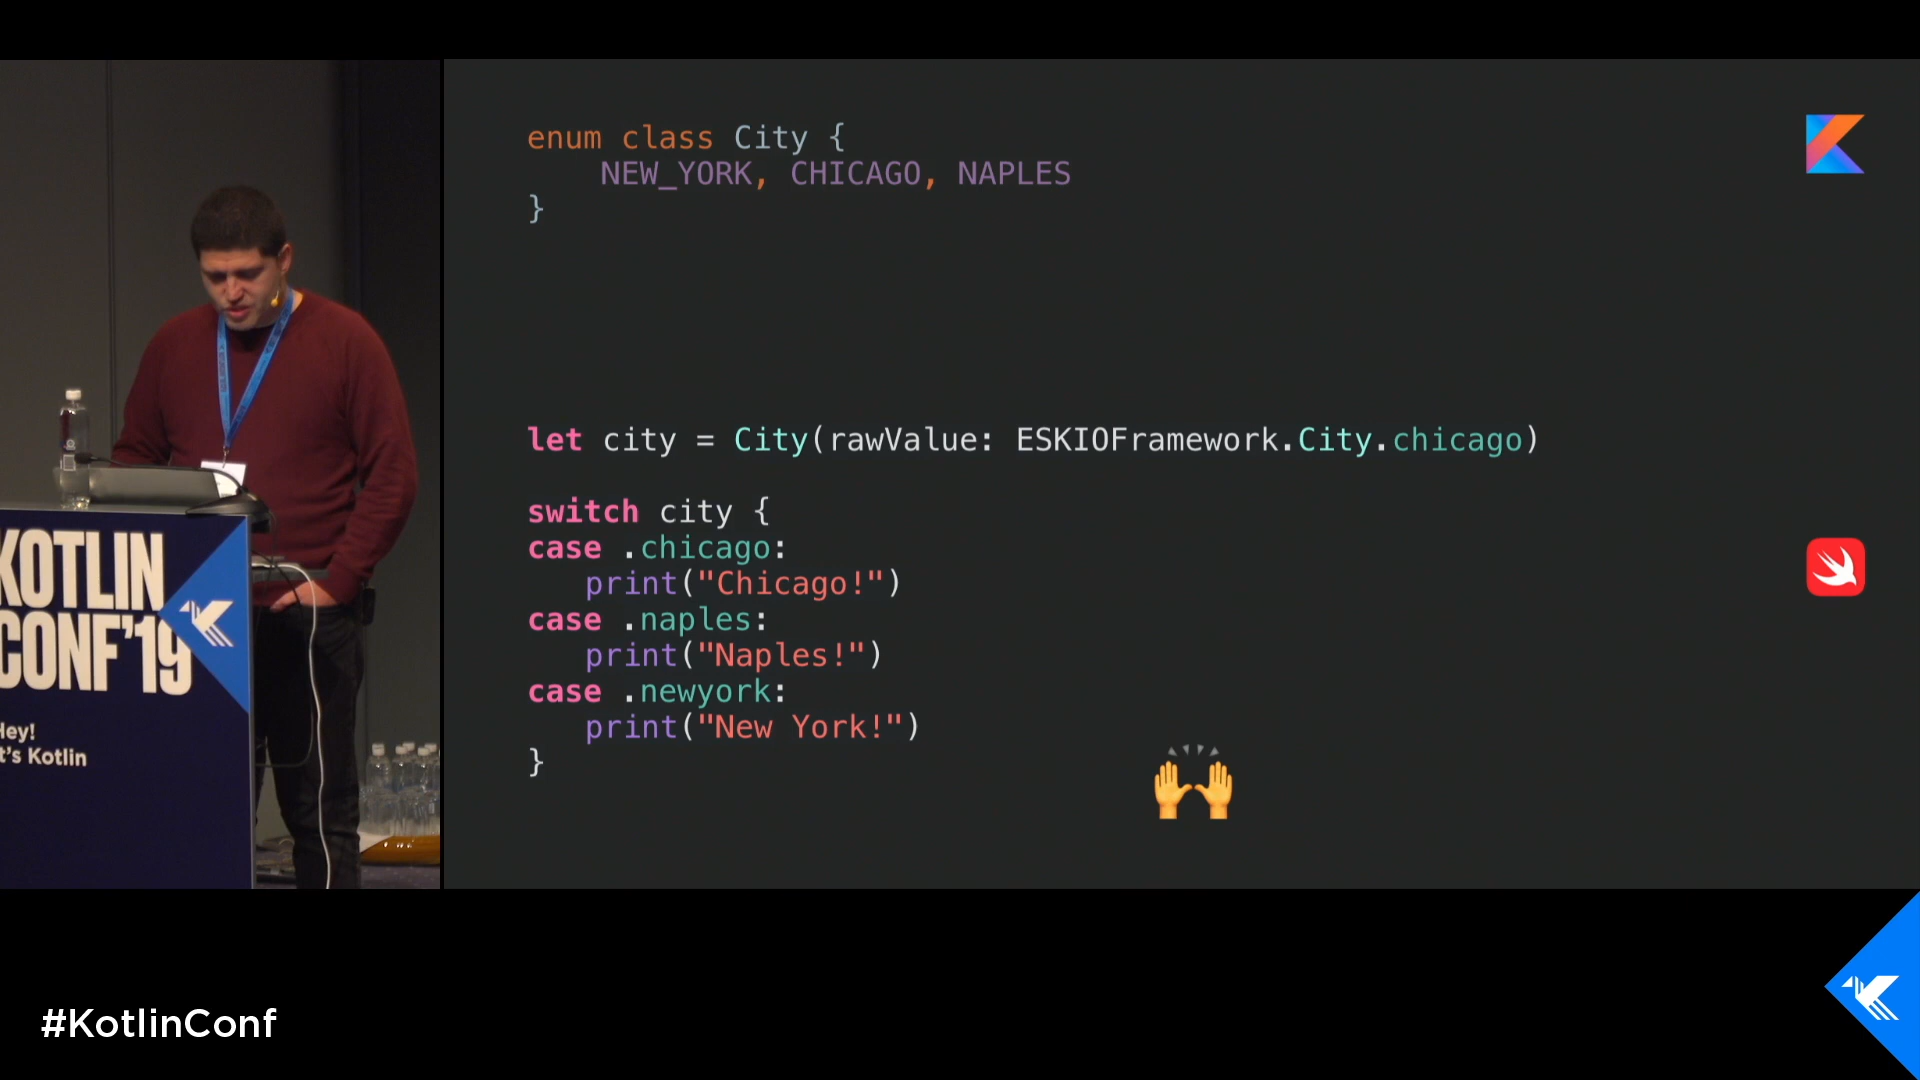 enum class City {
NEW_YORK, CHICAGO, NAPLES
}
let city = City(rawValue: ESKIOFramework.City.chicago)
switch city {
case .chicago:
print("Chicago!")
case .naples:
print("Naples!")
case .newyork:
print("New York!")
}
KOTLIN
CONF'19
Hey!
t's Kotlin
#KotlinConf